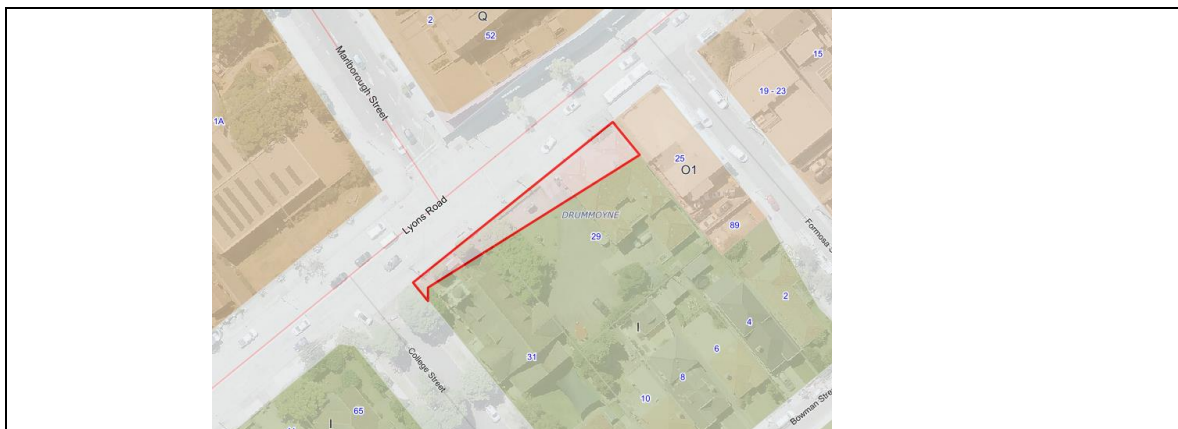 Q
2
52
Marlborough Street
15
19 - 23
1A
25
O1
Lyons Road
DRUMMOYNE
29
89
Formosa
2
I
4
6
31
8
College Street
10
65
I
Bowman Stre